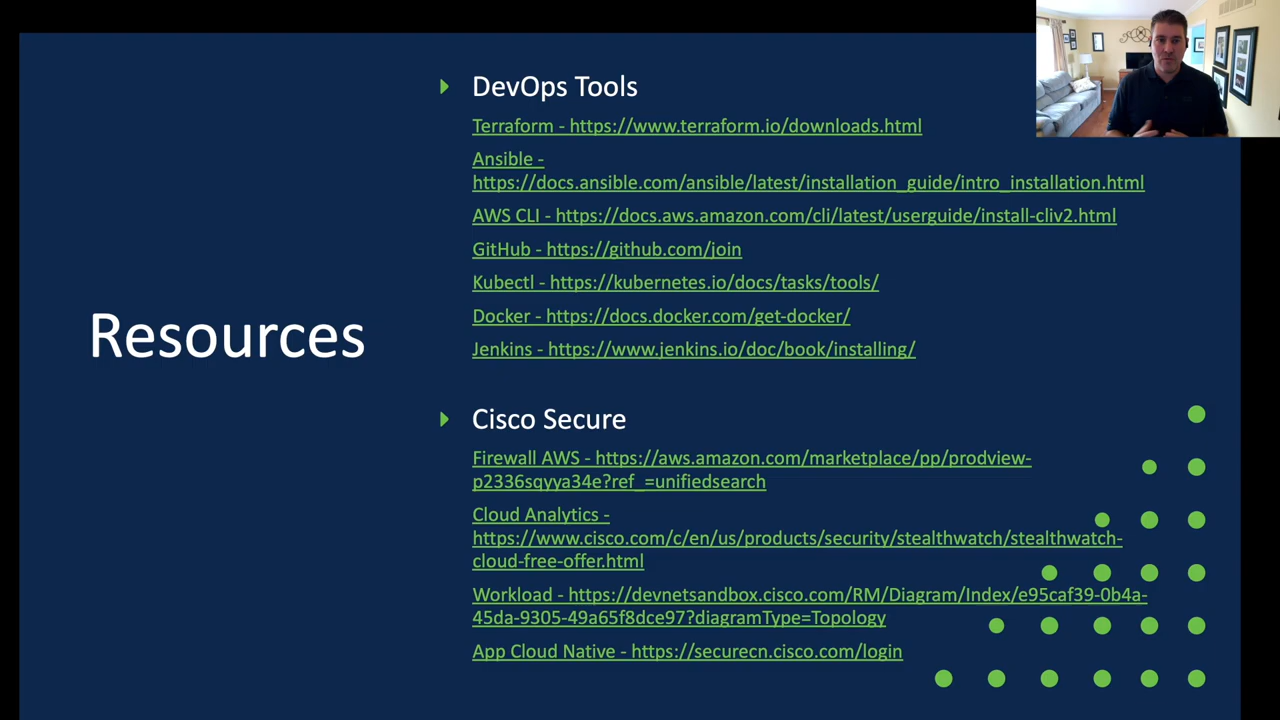 Resources
DevOps Tools
Terraform - https://www.terraform.io/downloads.html
Ansible -
https://docs.ansible.com/ansible/latest/installation_guide/intro_installation.html
AWS CLI - https://docs.aws.amazon.com/cli/latest/userguide/install-cliv2.html
GitHub - https://github.com/join
Kubectl - https://kubernetes.io/docs/tasks/tools/
Docker - https://docs.docker.com/get-docker/
Jenkins - https://www.jenkins.io/doc/book/installing/
Cisco Secure
Firewall AWS - https://aws.amazon.com/marketplace/pp/prodview-
p2336sqyya34e?ref_=unifiedsearch
Cloud Analytics -
https://www.cisco.com/c/en/us/products/security/stealthwatch/stealthwatch-
cloud-free-offer.html
Workload - https://devnetsandbox.cisco.com/RM/Diagram/Index/e95caf39-0b4a-
45da-9305-49a65f8dce97?diagramType=Topology
App Cloud Native - https://securecn.cisco.com/login